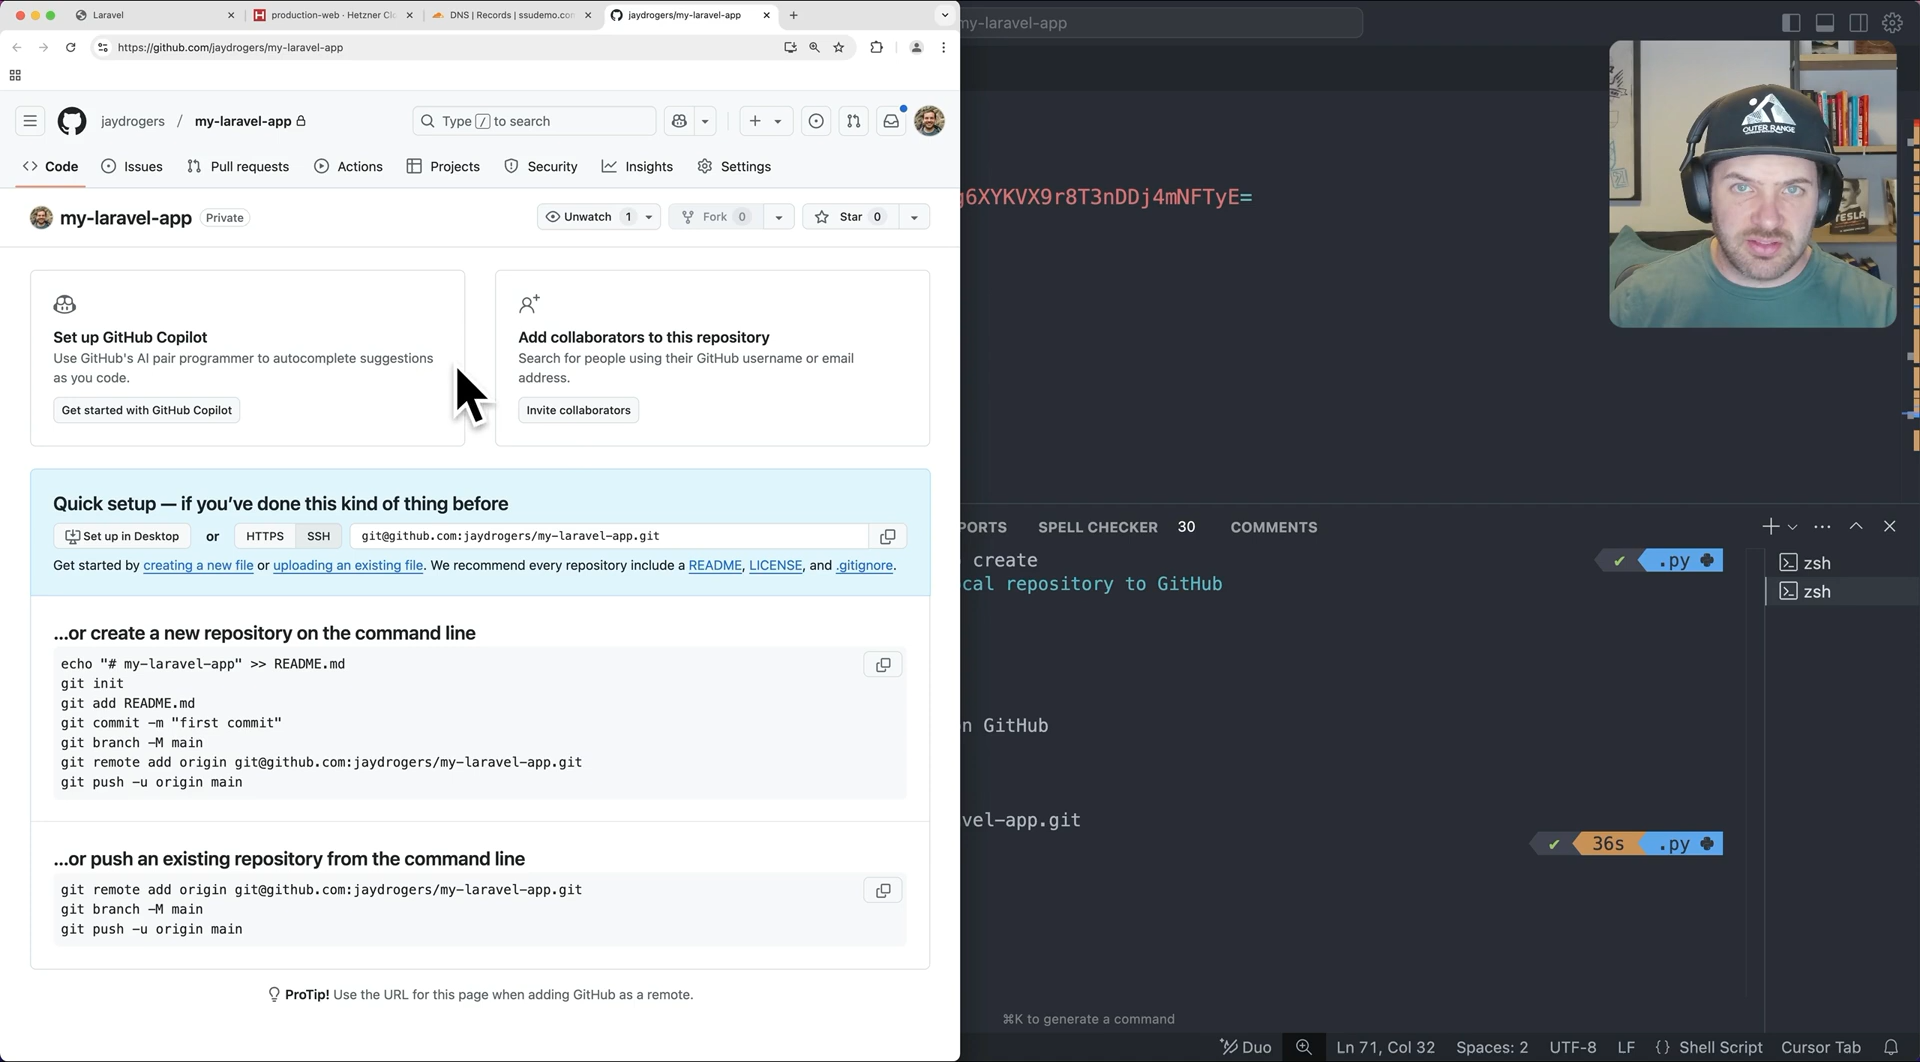 Laravel
production-web · Hetzner Clo
DNS | Records | ssudemo.com
jaydrogers/my-laravel-app
https://github.com/jaydrogers/my-laravel-app
my-laravel-app
jaydrogers / my-laravel-app
Type / to search
Code
Issues
Pull requests
Actions
Projects
Security
Insights
Settings
my-laravel-app Private
Unwatch 1
Fork 0
Star 0
Set up GitHub Copilot
Use GitHub's AI pair programmer to autocomplete suggestions
as you code.
Get started with GitHub Copilot
Add collaborators to this repository
Search for people using their GitHub username or email
address.
Invite collaborators
Quick setup — if you've done this kind of thing before
Set up in Desktop or HTTPS SSH git@github.com:jaydrogers/my-laravel-app.git
Get started by creating a new file or uploading an existing file. We recommend every repository include a README, LICENSE, and .gitignore.
...or create a new repository on the command line
echo "# my-laravel-app" >> README.md
git init
git add README.md
git commit -m "first commit"
git branch -M main
git remote add origin git@github.com:jaydrogers/my-laravel-app.git
git push -u origin main
...or push an existing repository from the command line
git remote add origin git@github.com:jaydrogers/my-laravel-app.git
git branch -M main
git push -u origin main
ProTip! Use the URL for this page when adding GitHub as a remote.
g6XYKVX9r8T3nDDj4mNFTyE=
OUTER RANGE
TESLA
PORTS
SPELL CHECKER 30
COMMENTS
create
.py
cal repository to GitHub
n GitHub
vel-app.git
36s .py
zsh
zsh
⌘K to generate a command
Duo
Ln 71, Col 32
Spaces: 2
UTF-8
LF
{} Shell Script
Cursor Tab